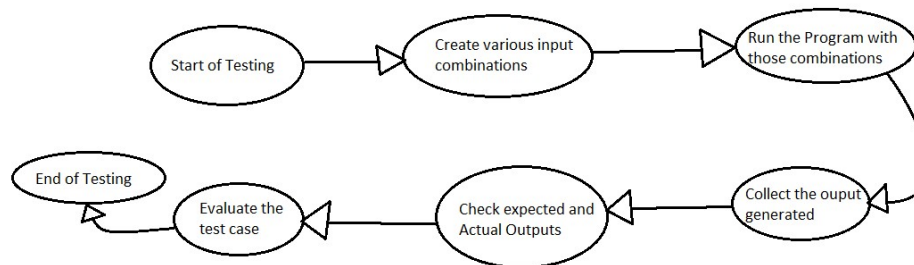 Start of Testing
Create various input
combinations
Run the Program with
those combinations
Collect the ouput
generated
Check expected and
Actual Outputs
Evaluate the
test case
End of Testing